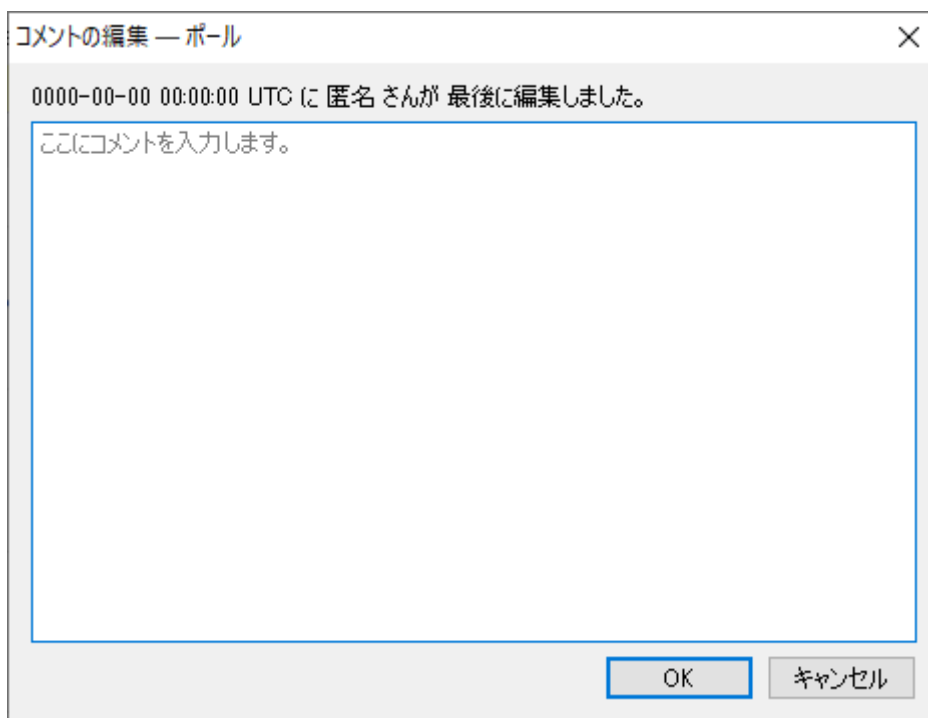 コメントの編集 — ポール
0000-00-00 00:00:00 UTC に 匿名 さんが 最後に編集しました。
ここにコメントを入力します。
OK
キャンセル